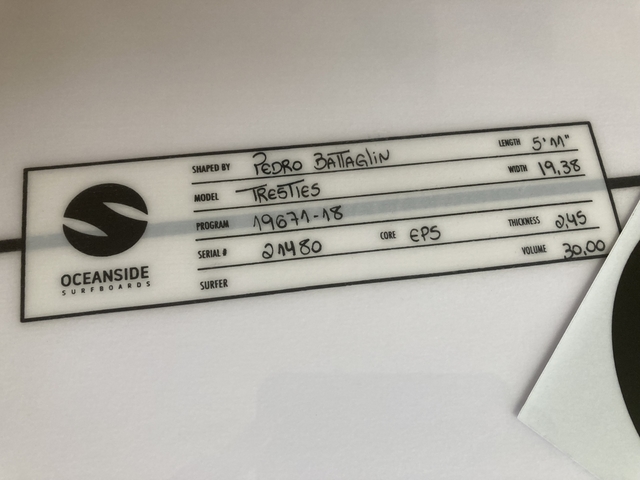 SHAPED BY PEDRO BATTAGLIN LENGTH 5'11"
MODEL TRESTIES WIDTH 19,38
PROGRAM 19671-18 THICKNESS 2,45
SERIAL # 21480 CORE EPS VOLUME 30,00
SURFER
OCEANSIDE
SURFBOARDS